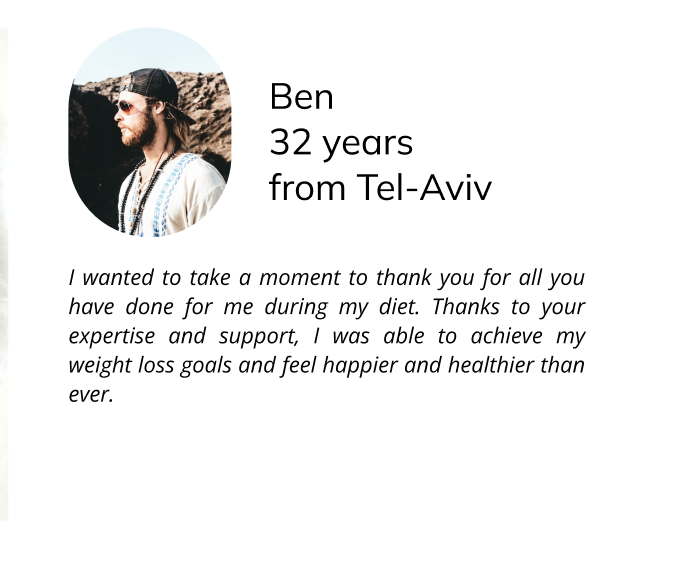 Ben
32 years
from Tel-Aviv
I wanted to take a moment to thank you for all you
have done for me during my diet. Thanks to your
expertise and support, I was able to achieve my
weight loss goals and feel happier and healthier than
ever.